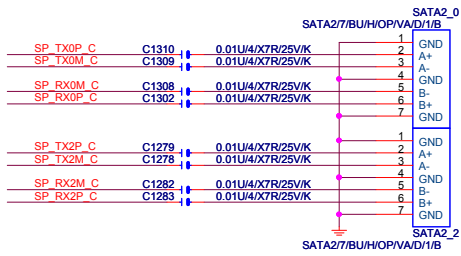 SATA2_0
SATA2/7/BU/H/OP/VA/D/1/B
1 GND
SP_TX0P_C C1310 0.01U/4/X7R/25V/K 2 A+
SP_TX0M_C C1309 0.01U/4/X7R/25V/K 3 A-
4 GND
SP_RX0M_C C1308 0.01U/4/X7R/25V/K 5 B-
SP_RX0P_C C1302 0.01U/4/X7R/25V/K 6 B+
7 GND
1 GND
SP_TX2P_C C1279 0.01U/4/X7R/25V/K 2 A+
SP_TX2M_C C1278 0.01U/4/X7R/25V/K 3 A-
4 GND
SP_RX2M_C C1282 0.01U/4/X7R/25V/K 5 B-
SP_RX2P_C C1283 0.01U/4/X7R/25V/K 6 B+
7 GND
SATA2_2
SATA2/7/BU/H/OP/VA/D/1/B